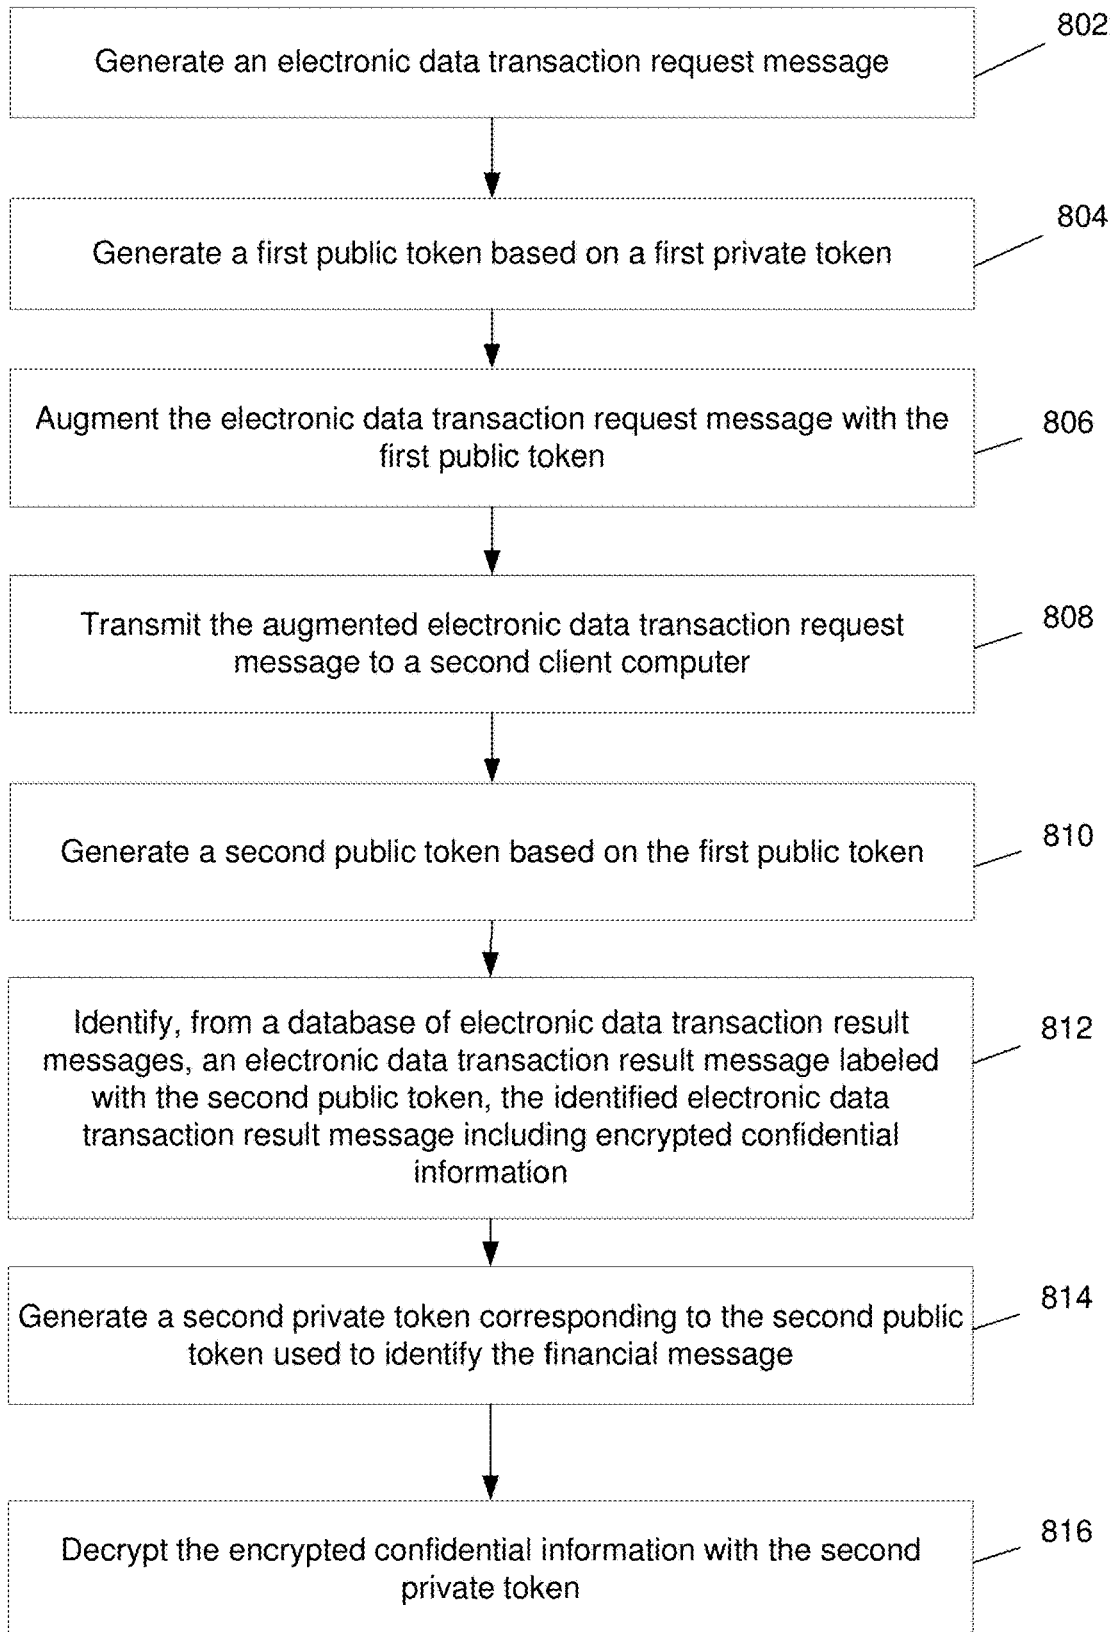 802
Generate an electronic data transaction request message
804
Generate a first public token based on a first private token
806
Augment the electronic data transaction request message with the
first public token
808
Transmit the augmented electronic data transaction request
message to a second client computer
810
Generate a second public token based on the first public token
812
Identify, from a database of electronic data transaction result
messages, an electronic data transaction result message labeled
with the second public token, the identified electronic data
transaction result message including encrypted confidential
information
814
Generate a second private token corresponding to the second public
token used to identify the financial message
816
Decrypt the encrypted confidential information with the second
private token